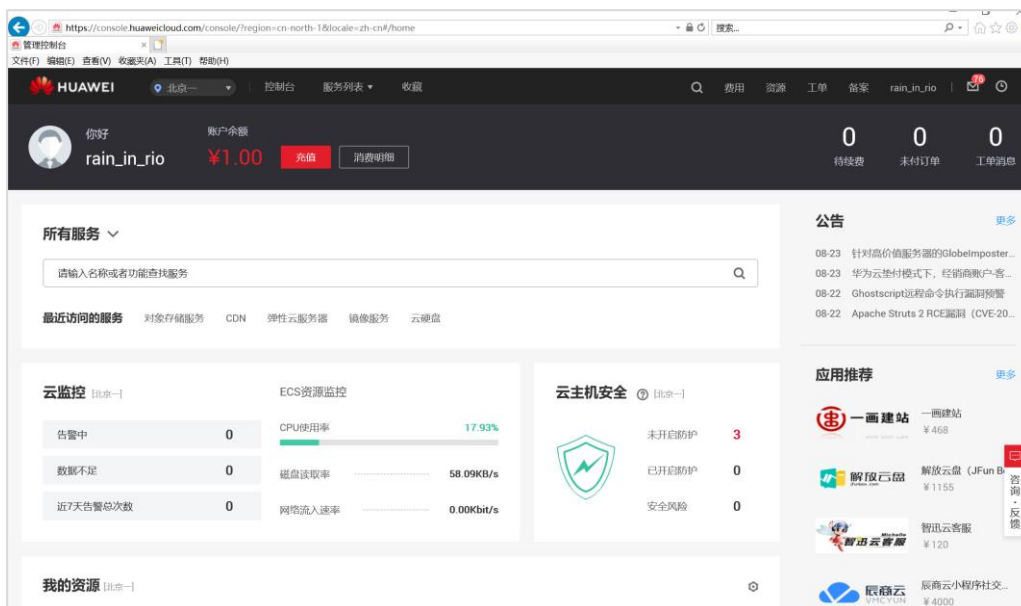 https://console.huaweicloud.com/console/?region=cn-north-1&locale=zh-cn#/home
搜索...
管理控制台
文件(F) 编辑(E) 查看(V) 收藏夹(A) 工具(T) 帮助(H)
HUAWEI 北京一 控制台 服务列表 收藏 费用 资源 工单 备案 rain_in_rio 76
你好
rain_in_rio
账户余额
¥1.00 充值 消费明细
0 0 0
待续费 未付订单 工单消息
所有服务
请输入名称或者功能查找服务
最近访问的服务 对象存储服务 CDN 弹性云服务器 镜像服务 云硬盘
公告 更多
08-23 针对高价值服务器的GlobeImposter...
08-23 华为云垫付模式下，经销商账户-客...
08-22 Ghostscript远程命令执行漏洞预警
08-22 Apache Struts 2 RCE漏洞（CVE-20...
云监控 [北京一]
告警中 0
数据不足 0
近7天告警总次数 0
ECS资源监控
CPU使用率 17.93%
磁盘读取率 58.09KB/s
网络流入速率 0.00Kbit/s
云主机安全 [北京一]
未开启防护 3
已开启防护 0
安全风险 0
应用推荐 更多
一画建站 一画建站
¥468
解放云盘 解放云盘（JFun B
¥1155
智迅云客服 智迅云客服
¥120
辰商云 辰商云小程序社交...
VMCYUN ¥4000
咨询·反馈
我的资源 [北京一]